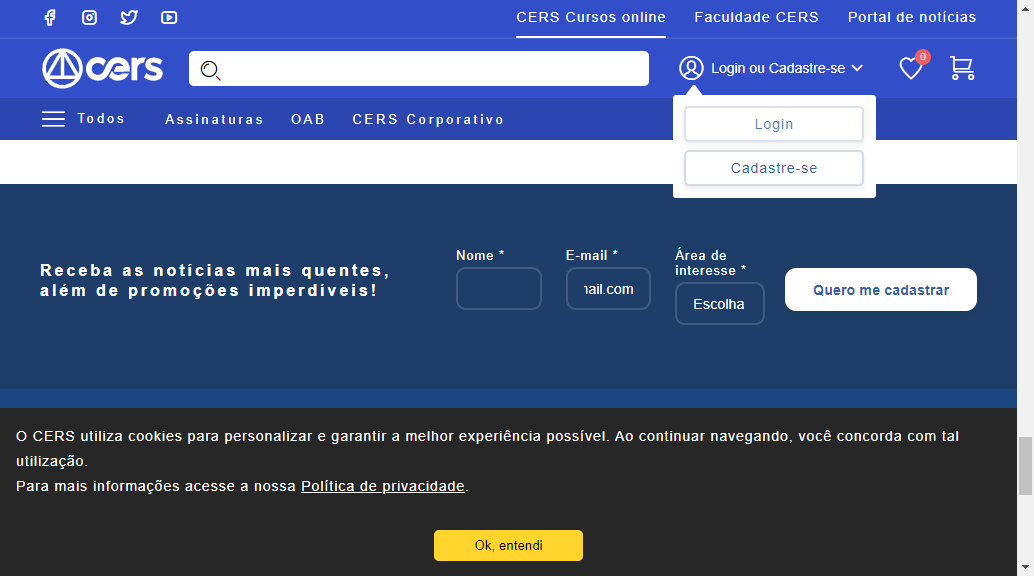 CERS Cursos online Faculdade CERS Portal de notícias
cers Login ou Cadastre-se 0
Todos Assinaturas OAB CERS Corporativo
Login
Cadastre-se
Receba as notícias mais quentes,
além de promoções imperdíveis!
Nome *
E-mail *
ail.com
Área de
interesse *
Escolha
Quero me cadastrar
O CERS utiliza cookies para personalizar e garantir a melhor experiência possível. Ao continuar navegando, você concorda com tal
utilização.
Para mais informações acesse a nossa Política de privacidade.
Ok, entendi